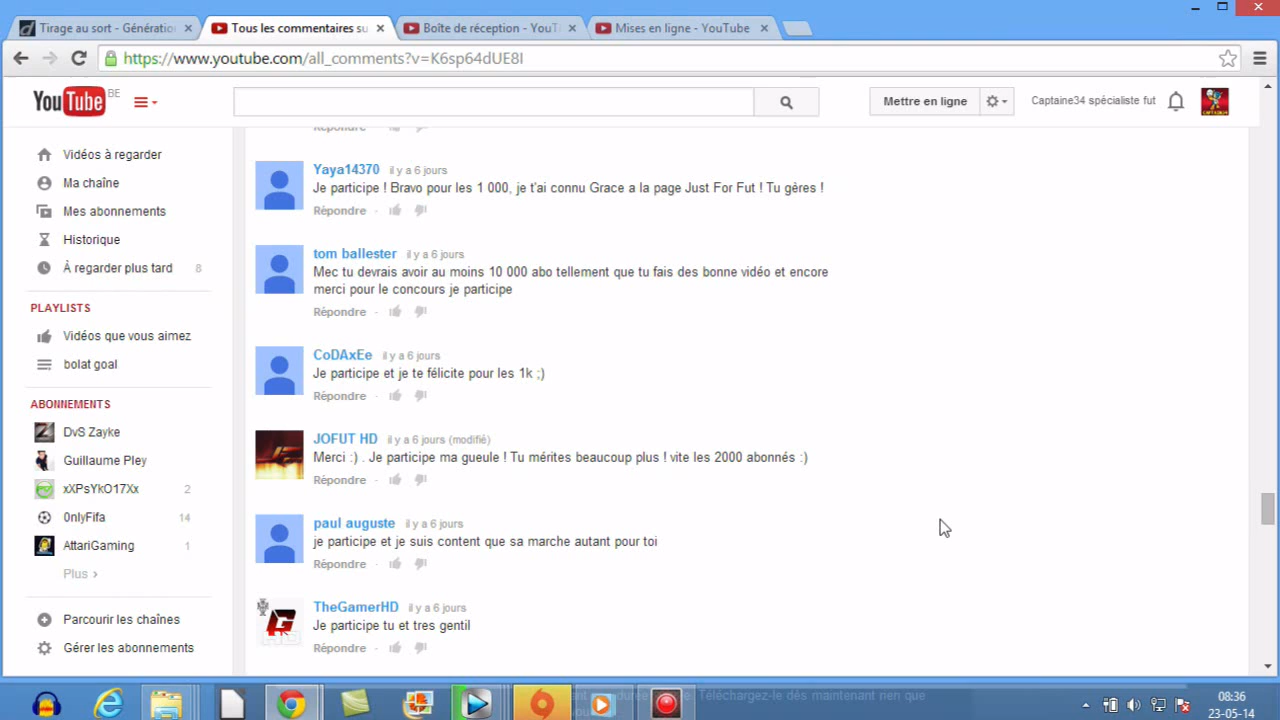 Tirage au sort - Génération
Tous les commentaires su
Boîte de réception - YouT
Mises en ligne - YouTube
https://www.youtube.com/all_comments?v=K6sp64dUE8I
YouTube BE
Mettre en ligne
Captaine34 spécialiste fut
Répondre
Vidéos à regarder
Ma chaîne
Mes abonnements
Historique
À regarder plus tard 8
PLAYLISTS
Vidéos que vous aimez
bolat goal
ABONNEMENTS
DvS Zayke
Guillaume Pley
xXPsYkO17Xx 2
0nlyFifa 14
AttariGaming 1
Plus ›
Parcourir les chaînes
Gérer les abonnements
Yaya14370 il y a 6 jours
Je participe ! Bravo pour les 1 000, je t'ai connu Grace a la page Just For Fut ! Tu gères !
Répondre
tom ballester il y a 6 jours
Mec tu devrais avoir au moins 10 000 abo tellement que tu fais des bonne vidéo et encore
merci pour le concours je participe
Répondre
CoDAxEe il y a 6 jours
Je participe et je te félicite pour les 1k ;)
Répondre
JOFUT HD il y a 6 jours (modifié)
Merci :) . Je participe ma gueule ! Tu mérites beaucoup plus ! vite les 2000 abonnés :)
Répondre
paul auguste il y a 6 jours
je participe et je suis content que sa marche autant pour toi
Répondre
TheGamerHD il y a 6 jours
Je participe tu et tres gentil
Répondre
Téléchargez-le dès maintenant rien que
08:36
23-05-14